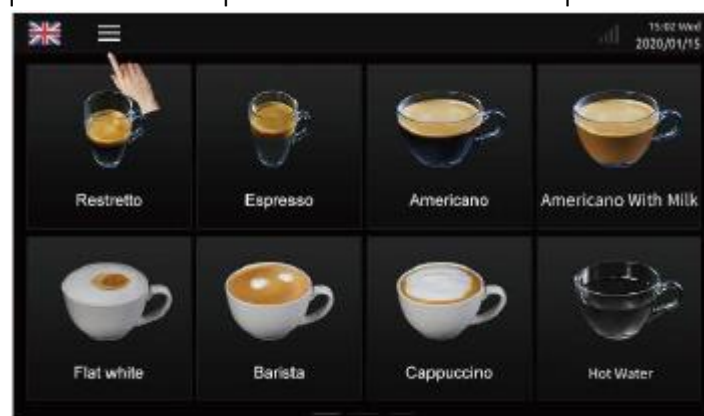 15:02 Wed
2020/01/15
Restretto
Espresso
Americano
Americano With Milk
Flat white
Barista
Cappuccino
Hot Water